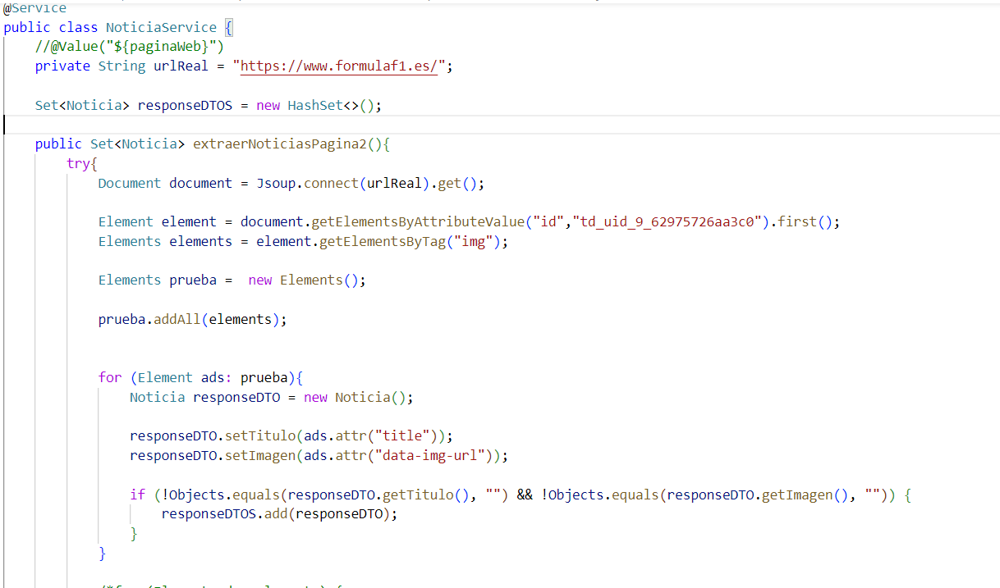 @Service
public class NoticiaService {
//@Value("${paginaWeb}")
private String urlReal = "https://www.formulaf1.es/";
Set<Noticia> responseDTOS = new HashSet<>();
public Set<Noticia> extraerNoticiasPagina2(){
try{
Document document = Jsoup.connect(urlReal).get();
Element element = document.getElementsByAttributeValue("id","td_uid_9_62975726aa3c0").first();
Elements elements = element.getElementsByTag("img");
Elements prueba =  new Elements();
prueba.addAll(elements);
for (Element ads: prueba){
Noticia responseDTO = new Noticia();
responseDTO.setTitulo(ads.attr("title"));
responseDTO.setImagen(ads.attr("data-img-url"));
if (!Objects.equals(responseDTO.getTitulo(), "") && !Objects.equals(responseDTO.getImagen(), "")) {
responseDTOS.add(responseDTO);
}
}